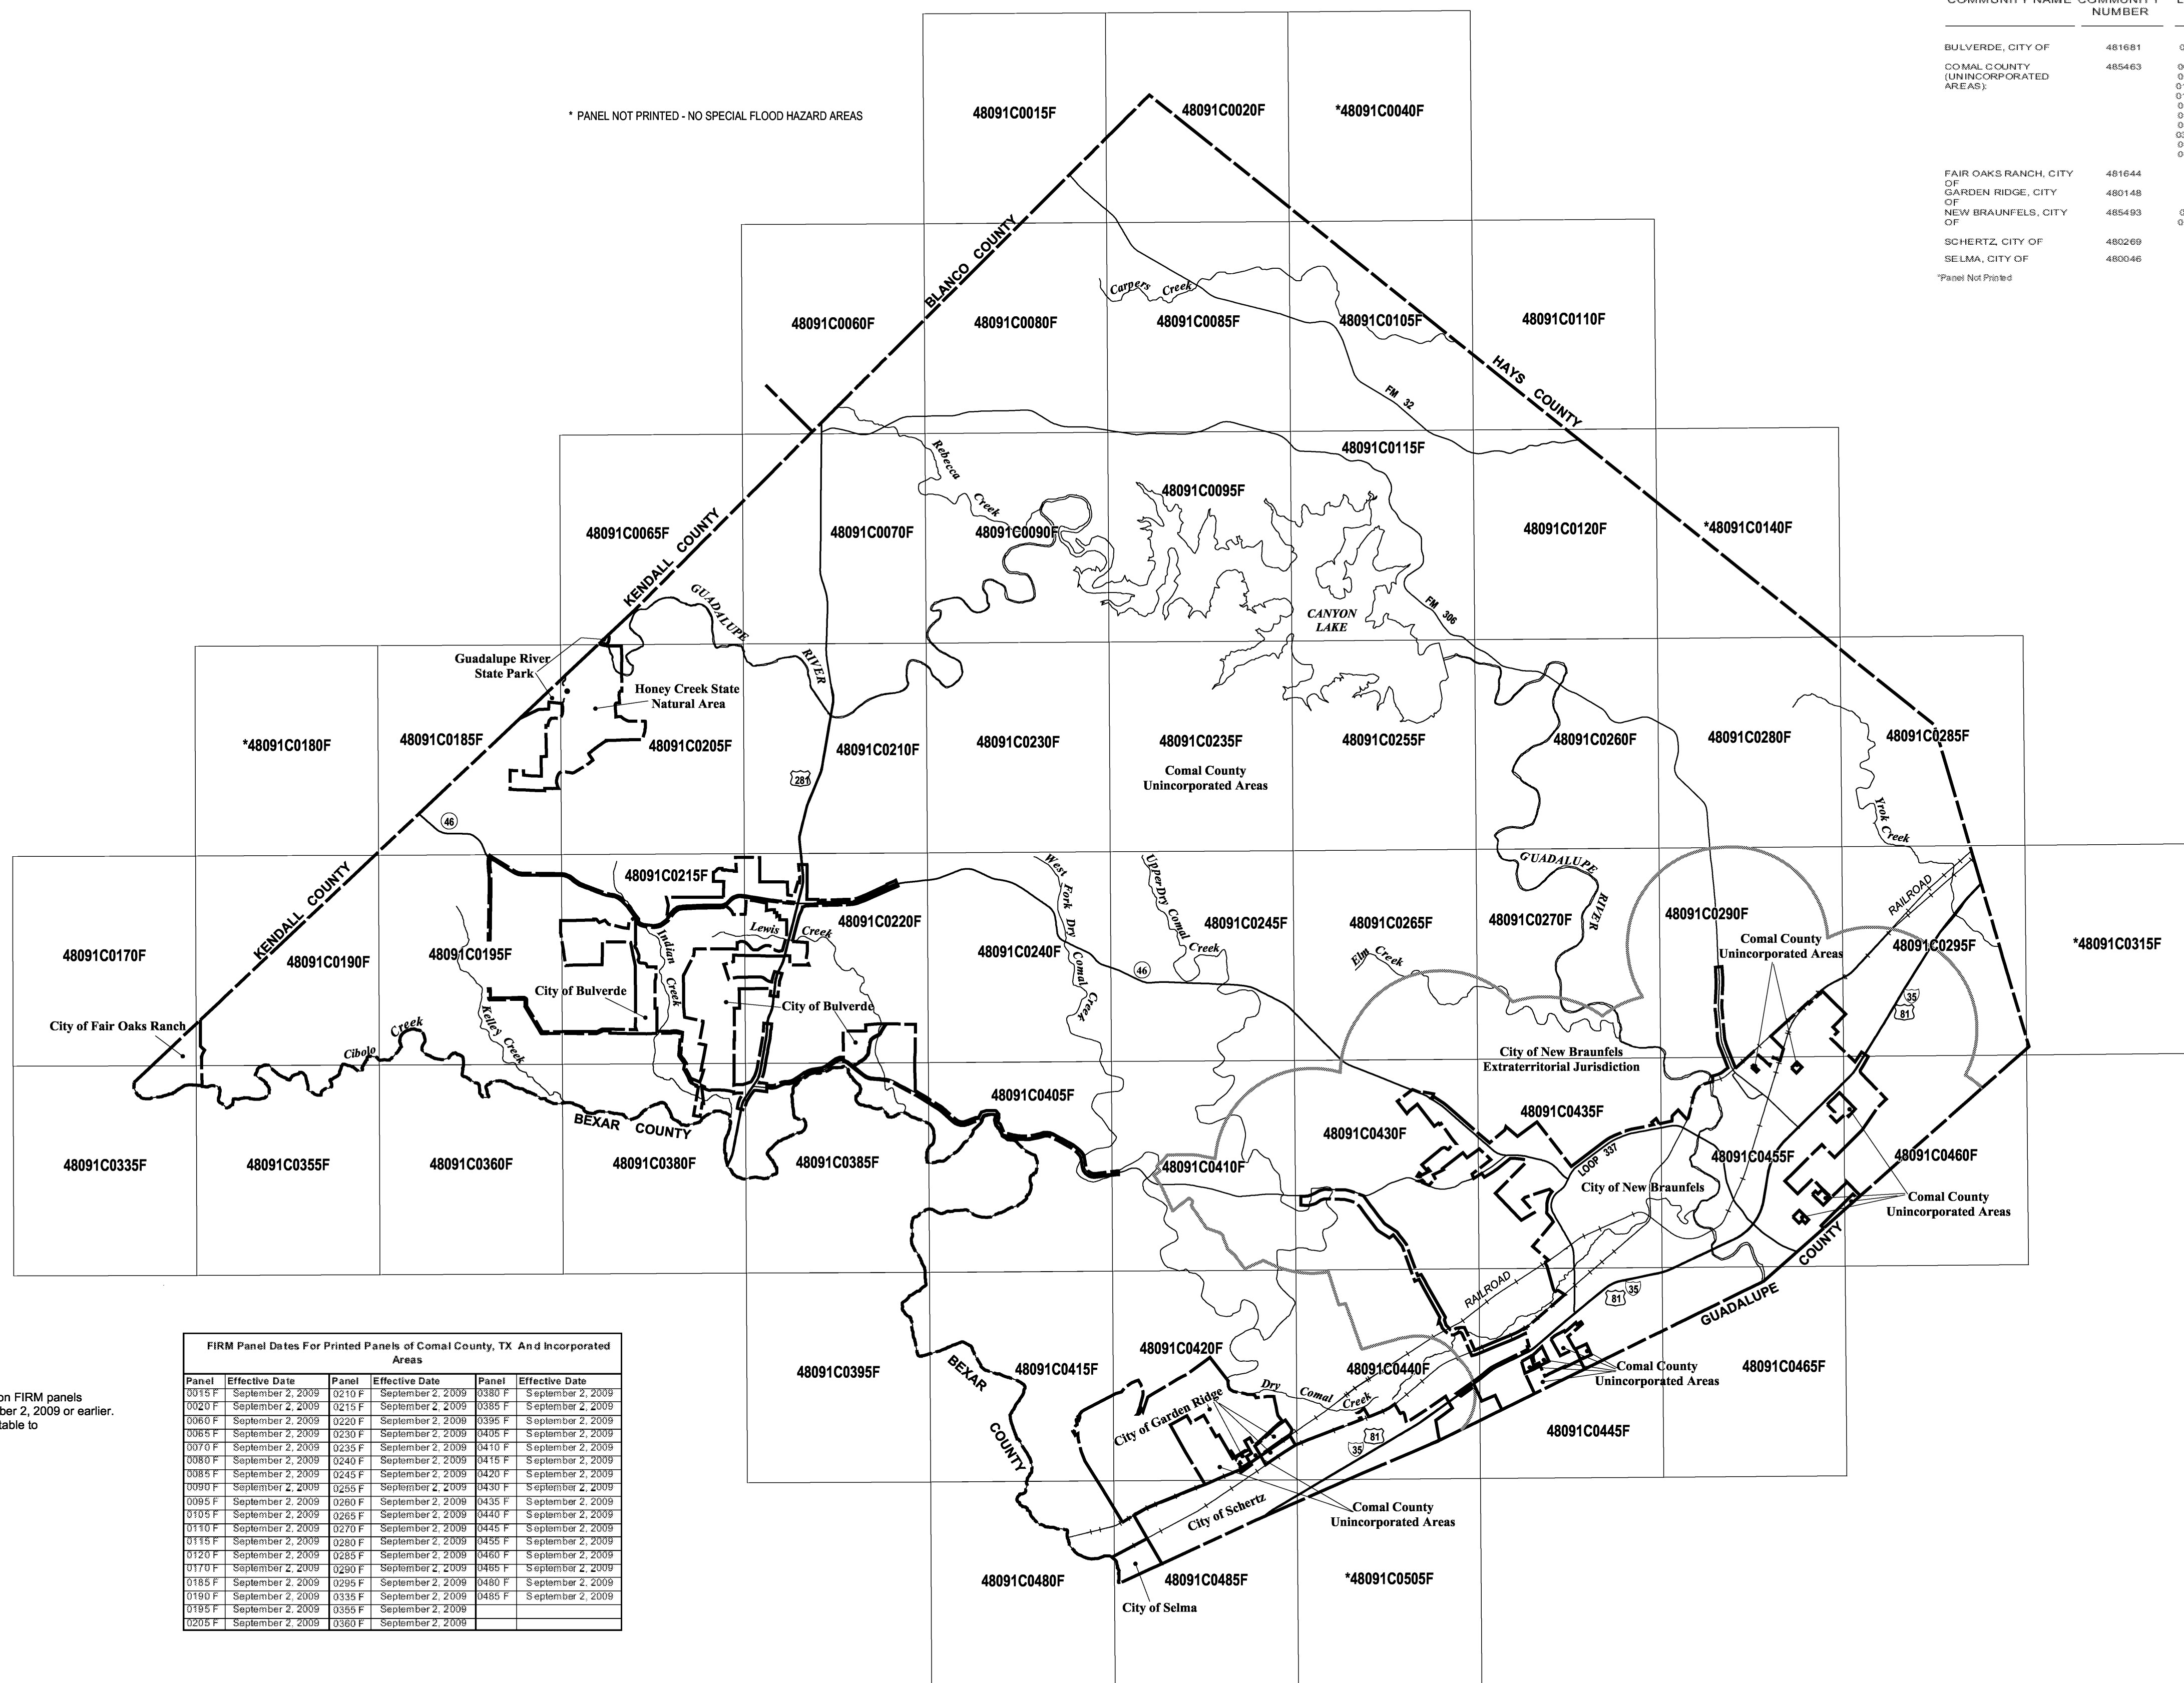 COMMUNITY NAME COMMUNITY
NUMBER
BULVERDE, CITY OF 481681
COMAL COUNTY 485463
(UNINCORPORATED
AREAS):
FAIR OAKS RANCH, CITY 481644
OF
GARDEN RIDGE, CITY 480148
OF
NEW BRAUNFELS, CITY 485493
OF
SCHERTZ, CITY OF 480269
SELMA, CITY OF 480046
*Panel Not Printed
* PANEL NOT PRINTED - NO SPECIAL FLOOD HAZARD AREAS
48091C0015F
48091C0020F
*48091C0040F
BLANCO COUNTY
Carpers Creek
48091C0060F
48091C0080F
48091C0085F
48091C0105F
48091C0110F
HAYS COUNTY
FM 32
48091C0115F
Rebecca Creek
48091C0095F
48091C0065F
48091C0070F
48091C0090F
48091C0120F
*48091C0140F
KENDALL COUNTY
GUADALUPE RIVER
CANYON
LAKE
FM 306
Guadalupe River
State Park
Honey Creek State
Natural Area
*48091C0180F
48091C0185F
48091C0205F
48091C0210F
48091C0230F
48091C0235F
48091C0255F
48091C0260F
48091C0280F
48091C0285F
Comal County
Unincorporated Areas
281
46
Yrok Creek
KENDALL COUNTY
48091C0215F
West Fork Dry Comal Creek
Upper Dry Comal Creek
GUADALUPE RIVER
RAILROAD
48091C0170F
48091C0190F
48091C0195F
48091C0220F
48091C0240F
48091C0245F
48091C0265F
48091C0270F
48091C0290F
48091C0295F
*48091C0315F
Lewis Creek
Indian Creek
Elm Creek
46
Comal County
Unincorporated Areas
City of Bulverde
City of Bulverde
35
81
City of Fair Oaks Ranch
Cibolo Creek
Kelley Creek
City of New Braunfels
Extraterritorial Jurisdiction
BEXAR COUNTY
48091C0405F
48091C0430F
48091C0435F
48091C0335F
48091C0355F
48091C0360F
48091C0380F
48091C0385F
48091C0410F
LOOP 337
48091C0455F
48091C0460F
City of New Braunfels
Comal County
Unincorporated Areas
RAILROAD
81
35
GUADALUPE COUNTY
48091C0395F
BEXAR COUNTY
48091C0415F
48091C0420F
48091C0440F
48091C0465F
Comal County
Unincorporated Areas
Dry Comal Creek
City of Garden Ridge
35
81
48091C0445F
City of Schertz
Comal County
Unincorporated Areas
48091C0480F
48091C0485F
*48091C0505F
City of Selma
on FIRM panels
ber 2, 2009 or earlier.
table to
FIRM Panel Dates For Printed Panels of Comal County, TX And Incorporated
Areas
Panel Effective Date Panel Effective Date Panel Effective Date
0015 F September 2, 2009 0210 F September 2, 2009 0380 F September 2, 2009
0020 F September 2, 2009 0215 F September 2, 2009 0385 F September 2, 2009
0060 F September 2, 2009 0220 F September 2, 2009 0395 F September 2, 2009
0065 F September 2, 2009 0230 F September 2, 2009 0405 F September 2, 2009
0070 F September 2, 2009 0235 F September 2, 2009 0410 F September 2, 2009
0080 F September 2, 2009 0240 F September 2, 2009 0415 F September 2, 2009
0085 F September 2, 2009 0245 F September 2, 2009 0420 F September 2, 2009
0090 F September 2, 2009 0255 F September 2, 2009 0430 F September 2, 2009
0095 F September 2, 2009 0260 F September 2, 2009 0435 F September 2, 2009
0105 F September 2, 2009 0265 F September 2, 2009 0440 F September 2, 2009
0110 F September 2, 2009 0270 F September 2, 2009 0445 F September 2, 2009
0115 F September 2, 2009 0280 F September 2, 2009 0455 F September 2, 2009
0120 F September 2, 2009 0285 F September 2, 2009 0460 F September 2, 2009
0170 F September 2, 2009 0290 F September 2, 2009 0465 F September 2, 2009
0185 F September 2, 2009 0295 F September 2, 2009 0480 F September 2, 2009
0190 F September 2, 2009 0335 F September 2, 2009 0485 F September 2, 2009
0195 F September 2, 2009 0355 F September 2, 2009
0205 F September 2, 2009 0360 F September 2, 2009